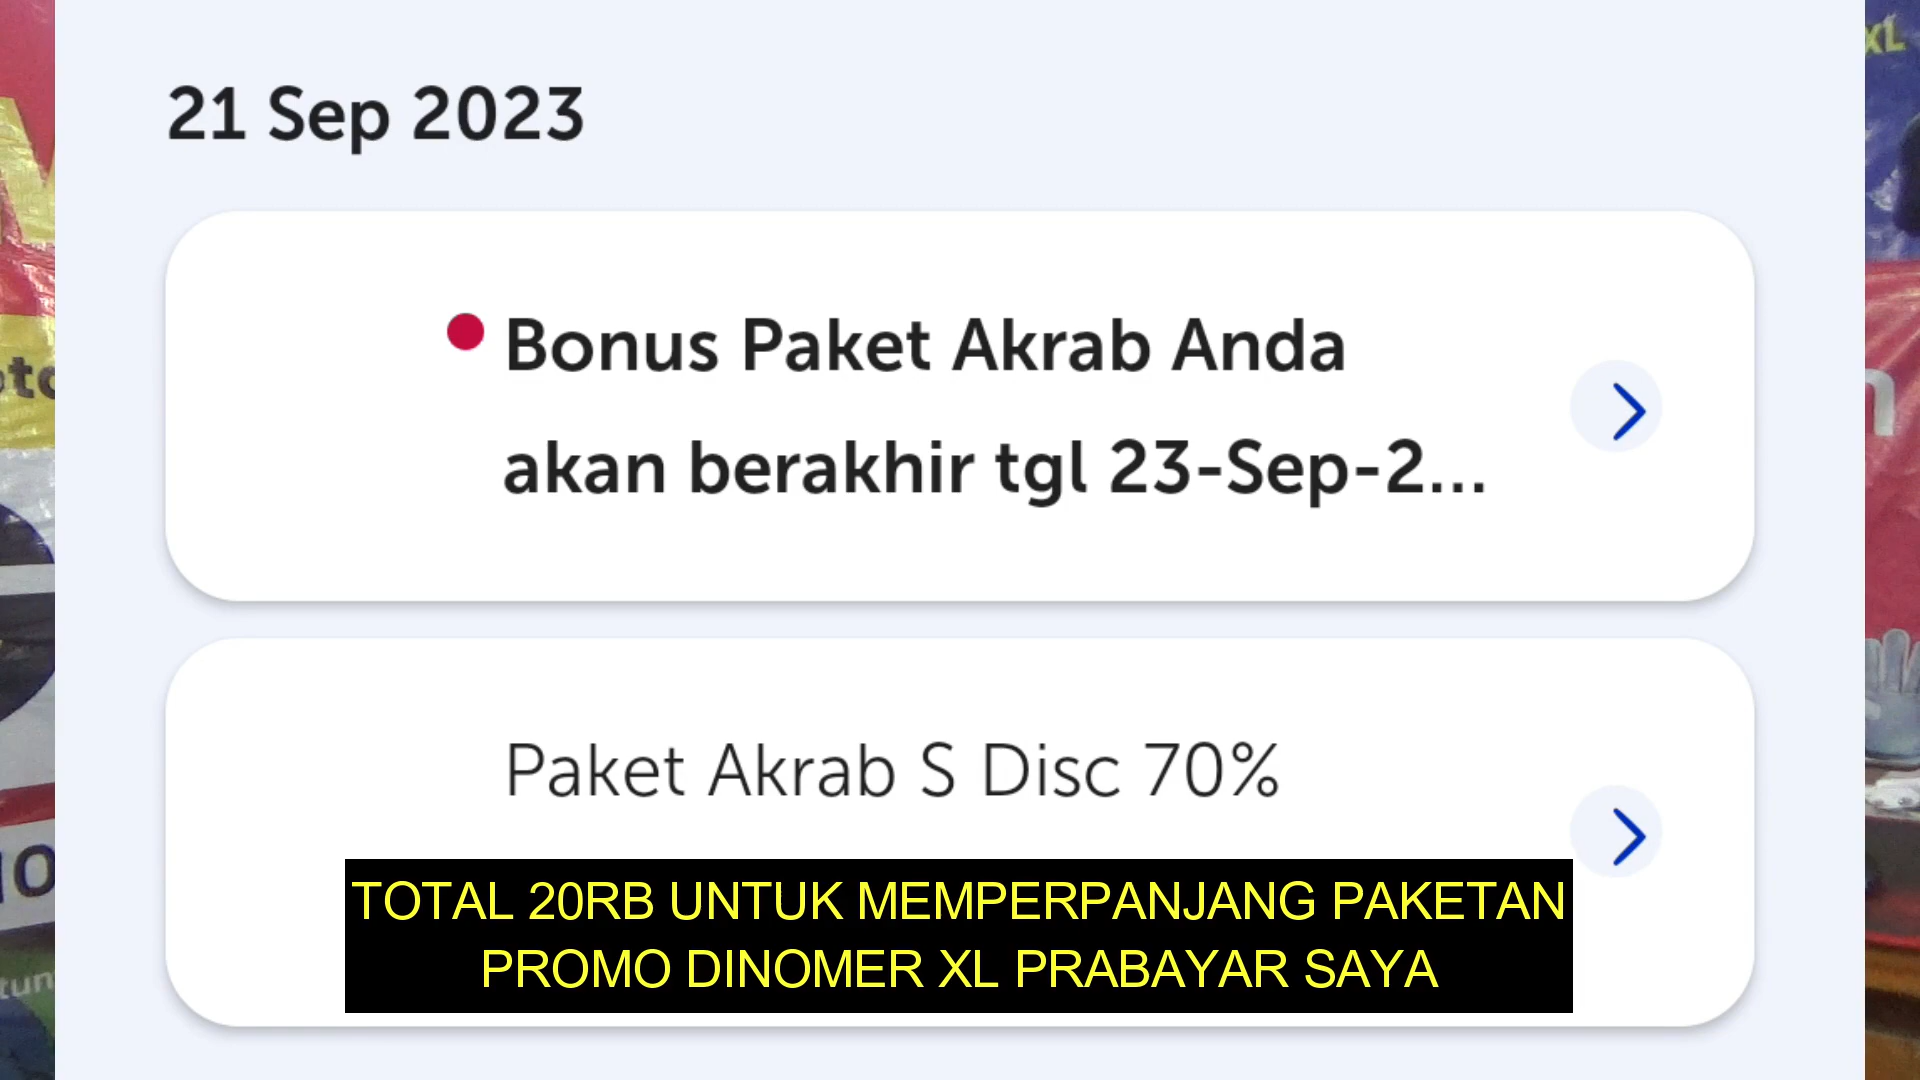 XL
21 Sep 2023
Bonus Paket Akrab Anda
akan berakhir tgl 23-Sep-2...
Paket Akrab S Disc 70%
TOTAL 20RB UNTUK MEMPERPANJANG PAKETAN
PROMO DINOMER XL PRABAYAR SAYA